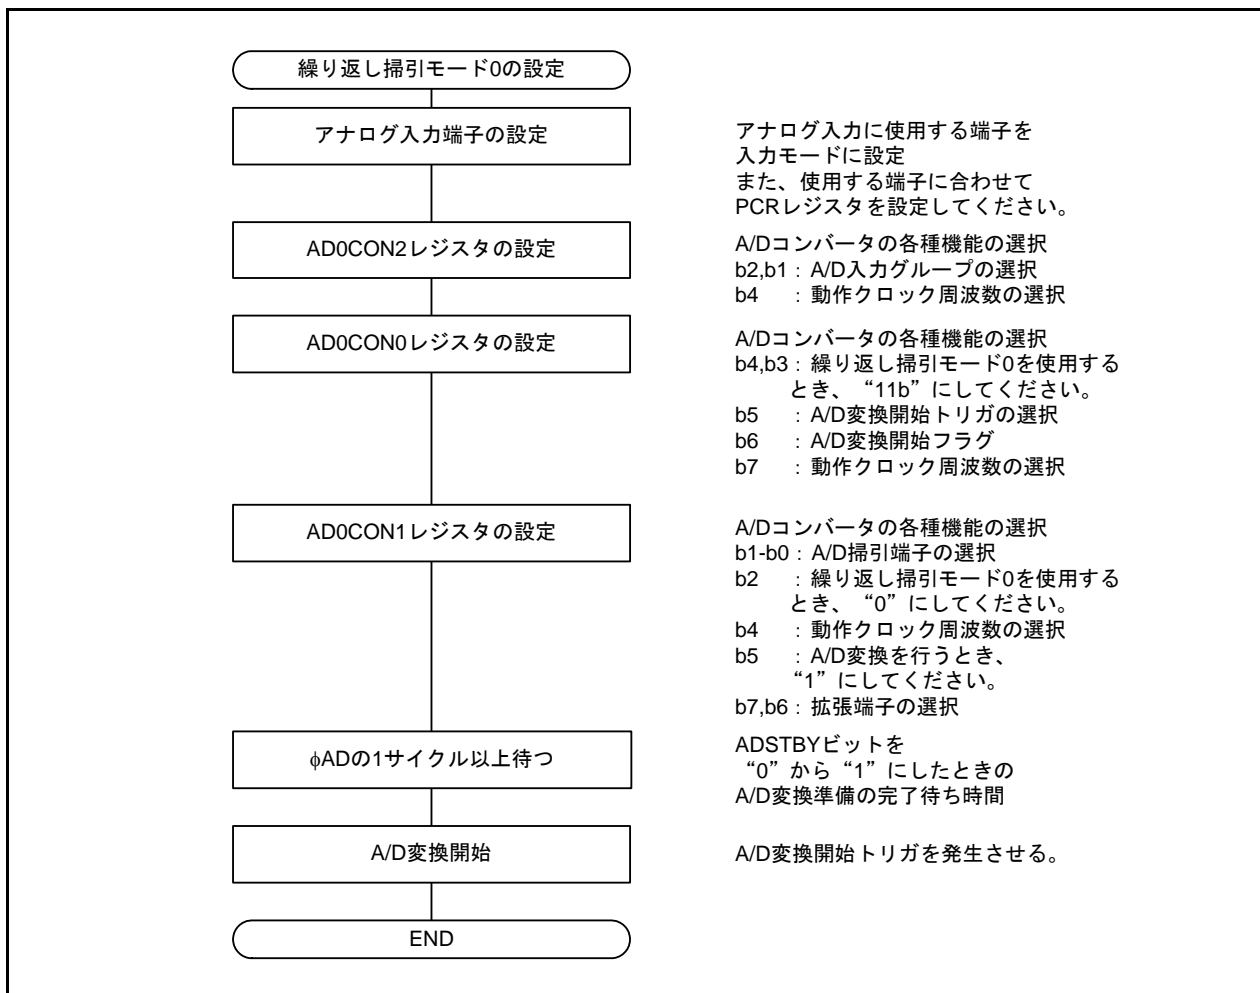 繰り返し掃引モード0の設定
アナログ入力端子の設定
アナログ入力に使用する端子を
入力モードに設定
また、使用する端子に合わせて
PCRレジスタを設定してください。
AD0CON2レジスタの設定
A/Dコンバータの各種機能の選択
b2,b1：A/D入力グループの選択
b4　：動作クロック周波数の選択
AD0CON0レジスタの設定
A/Dコンバータの各種機能の選択
b4,b3：繰り返し掃引モード0を使用する
とき、“11b”にしてください。
b5　：A/D変換開始トリガの選択
b6　：A/D変換開始フラグ
b7　：動作クロック周波数の選択
AD0CON1レジスタの設定
A/Dコンバータの各種機能の選択
b1-b0：A/D掃引端子の選択
b2　：繰り返し掃引モード0を使用する
とき、“0”にしてください。
b4　：動作クロック周波数の選択
b5　：A/D変換を行うとき、
“1”にしてください。
b7,b6：拡張端子の選択
φADの1サイクル以上待つ
ADSTBYビットを
“0”から“1”にしたときの
A/D変換準備の完了待ち時間
A/D変換開始
A/D変換開始トリガを発生させる。
END